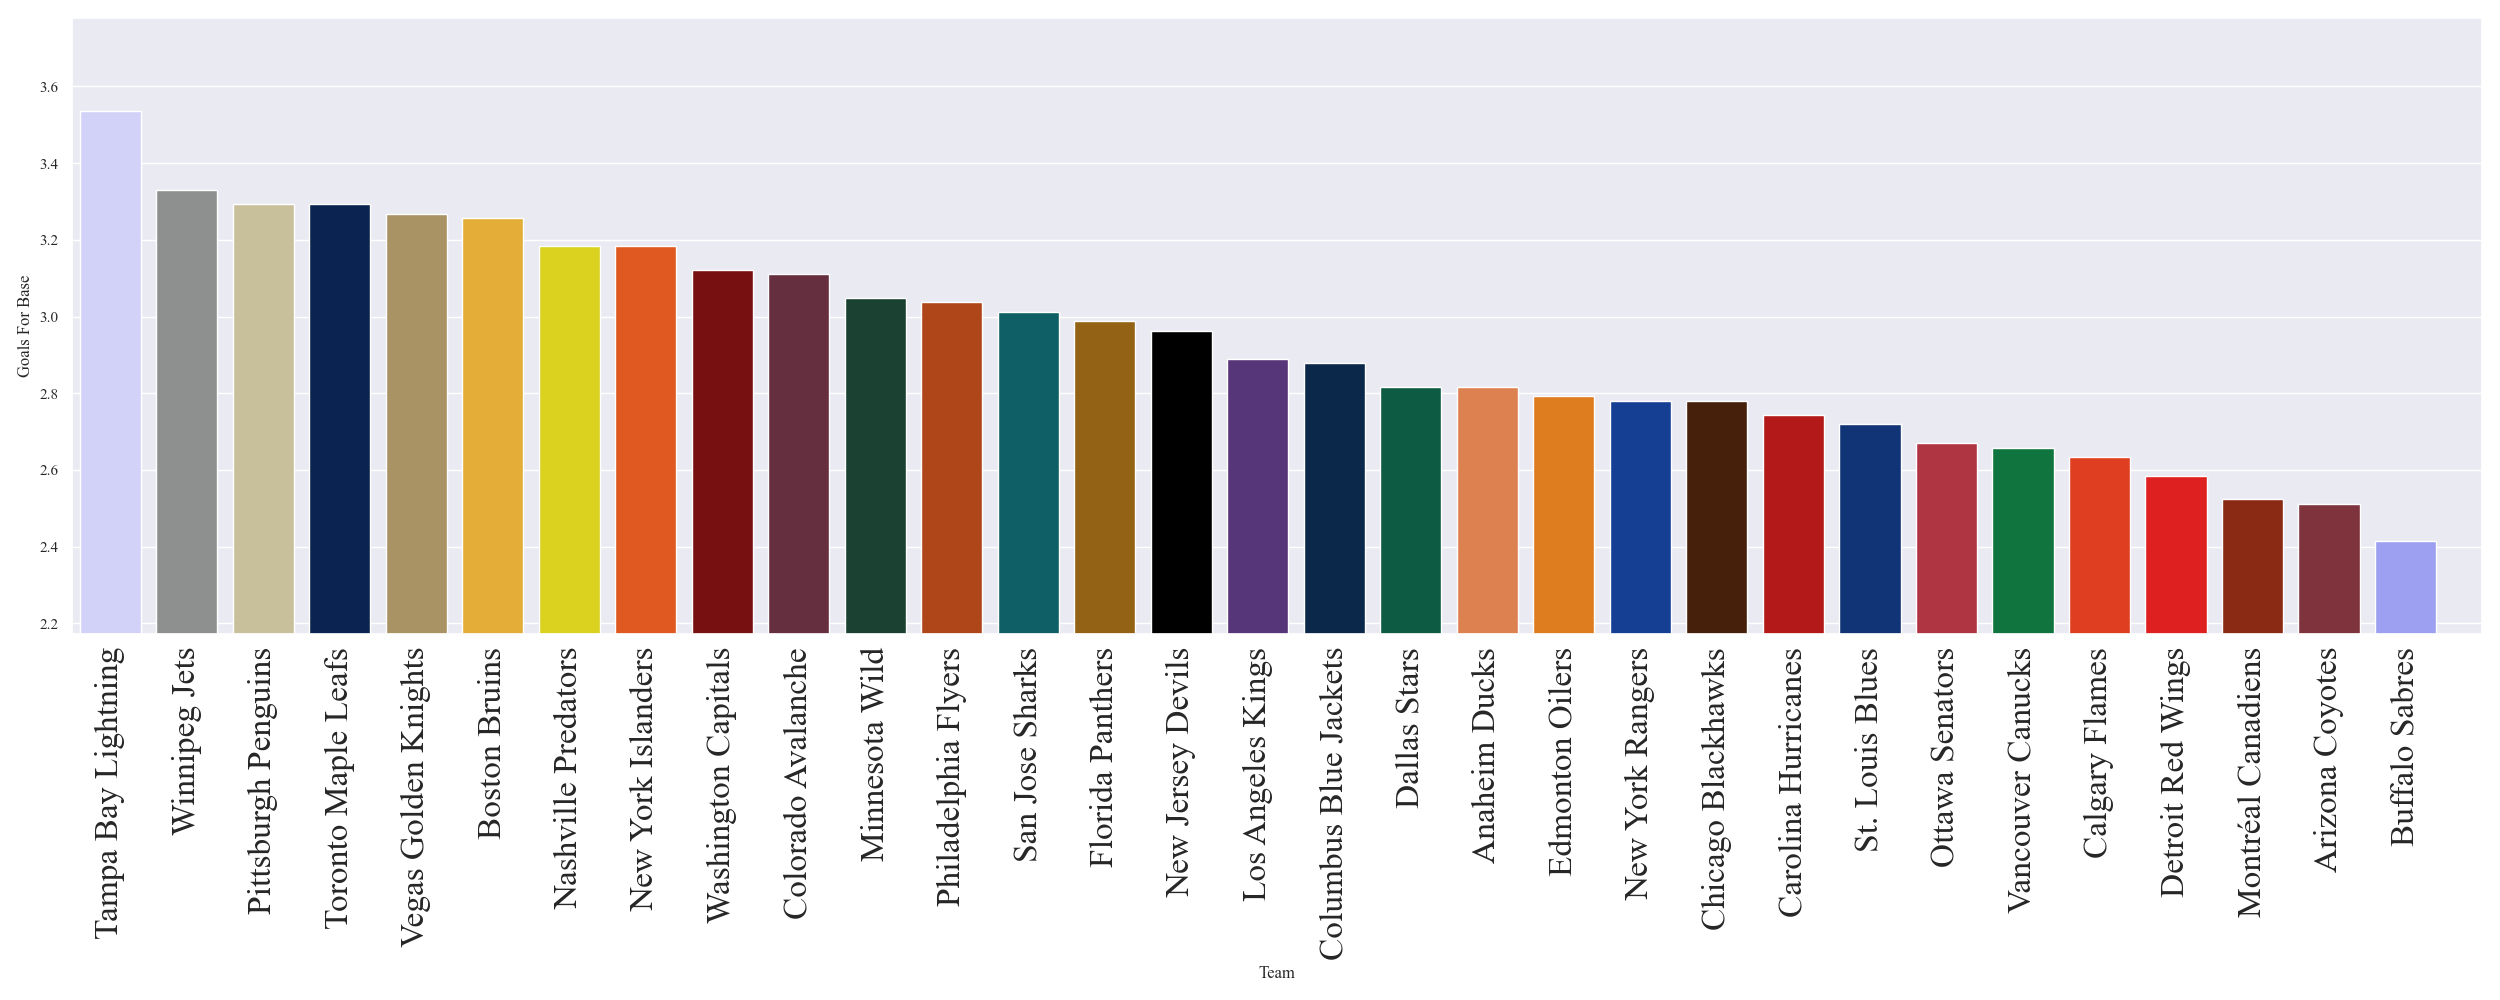 3.6
3.4
3.2
3.0
2.8
2.6
2.4
2.2
Goals For Base
Tampa Bay Lightning
Winnipeg Jets
Pittsburgh Penguins
Toronto Maple Leafs
Vegas Golden Knights
Boston Bruins
Nashville Predators
New York Islanders
Washington Capitals
Colorado Avalanche
Minnesota Wild
Philadelphia Flyers
San Jose Sharks
Florida Panthers
New Jersey Devils
Los Angeles Kings
Columbus Blue Jackets
Dallas Stars
Anaheim Ducks
Edmonton Oilers
New York Rangers
Chicago Blackhawks
Carolina Hurricanes
St. Louis Blues
Ottawa Senators
Vancouver Canucks
Calgary Flames
Detroit Red Wings
Montréal Canadiens
Arizona Coyotes
Buffalo Sabres
Team